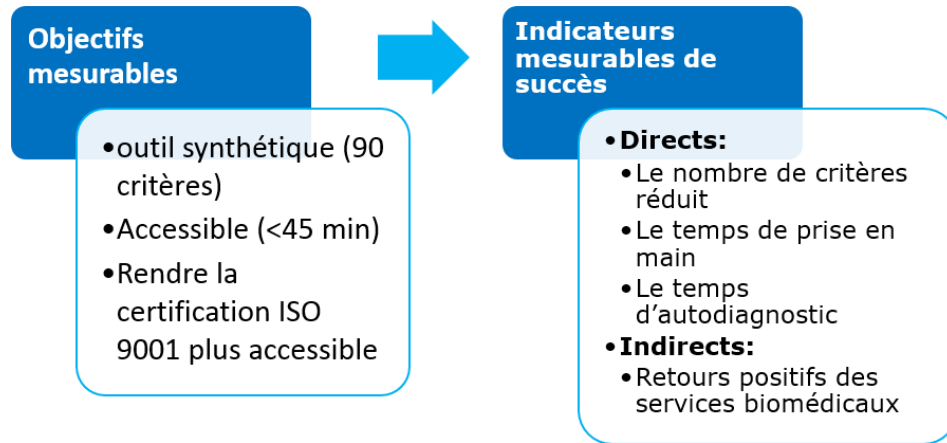 Objectifs
mesurables
•outil synthétique (90
critères)
•Accessible (<45 min)
•Rendre la
certification ISO
9001 plus accessible
Indicateurs
mesurables de
succès
•Directs:
•Le nombre de critères
réduit
•Le temps de prise en
main
•Le temps
d’autodiagnostic
•Indirects:
•Retours positifs des
services biomédicaux